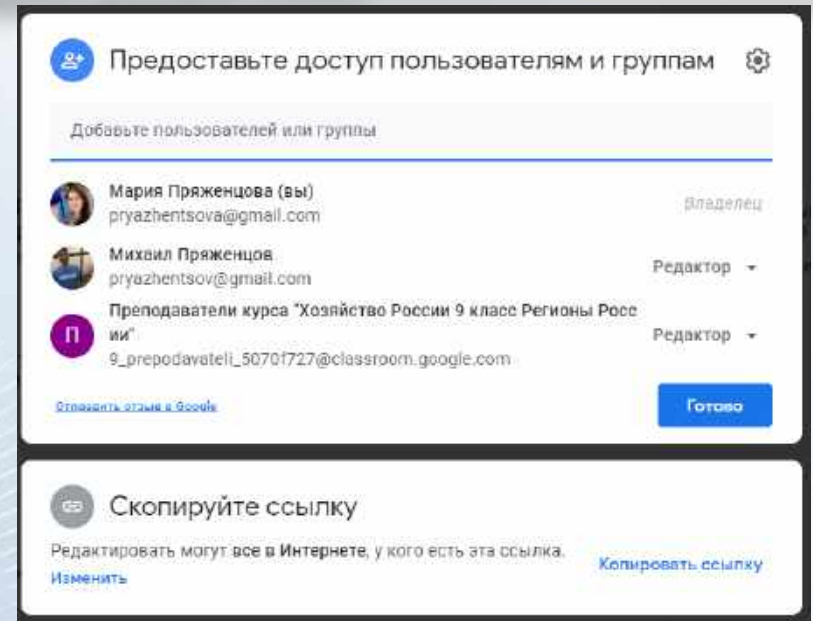 Предоставьте доступ пользователям и группам
Добавьте пользователей или группы
Мария Пряженцова (вы)
pryazhentsova@gmail.com
Владелец
Михаил Пряженцов
pryazhentsov@gmail.com
Редактор
П
Преподаватели курса "Хозяйство России 9 класс Регионы Росс
ии"
9_prepodavateli_5070f727@classroom.google.com
Редактор
Отправить отзыв в Google
Готово
Скопируйте ссылку
Редактировать могут все в Интернете, у кого есть эта ссылка.
Изменить
Копировать ссылку